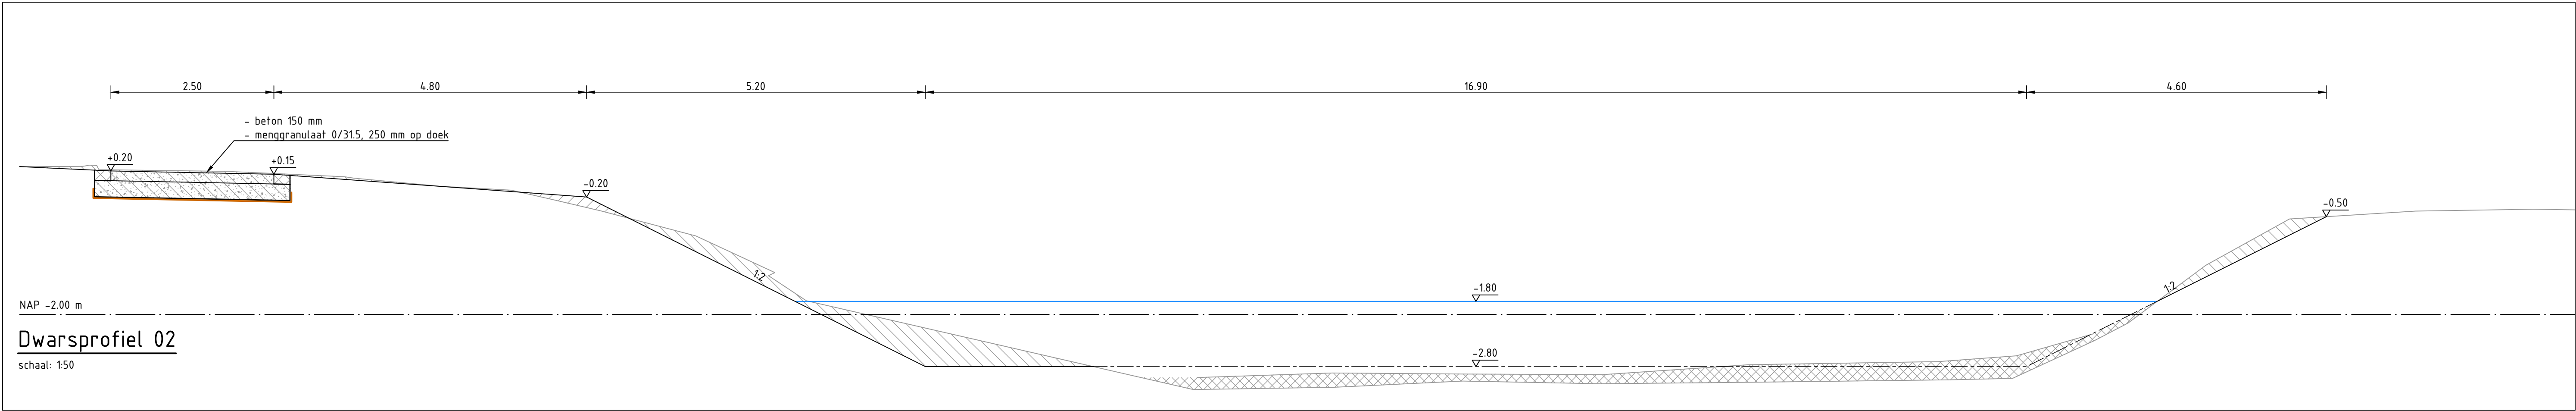 2.50
4.80
5.20
16.90
4.60
- beton 150 mm
- menggranulaat 0/31.5, 250 mm op doek
+0.20
+0.15
-0.20
-0.50
1:2
1:2
-1.80
NAP -2.00 m
Dwarsprofiel 02
-2.80
schaal: 1:50